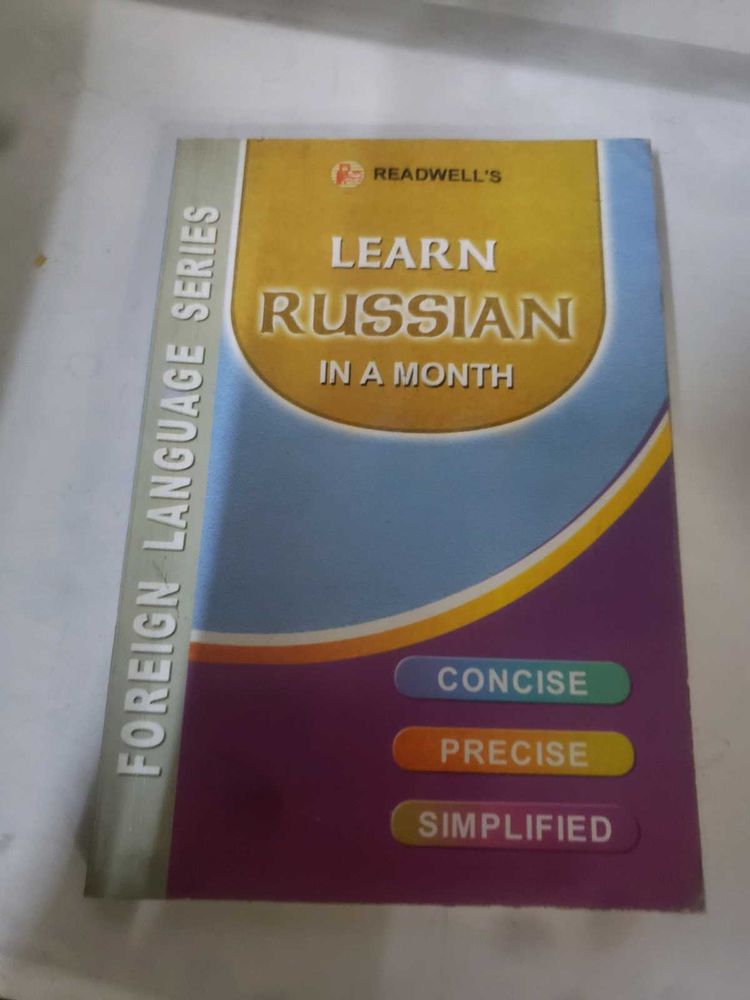 READWELL'S
LEARN
RUSSIAN
IN A MONTH
FOREIGN LANGUAGE SERIES
CONCISE
PRECISE
SIMPLIFIED